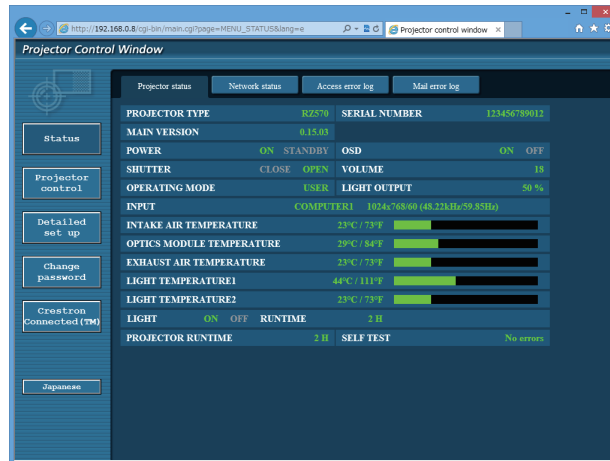 http://192.168.0.8/cgi-bin/main.cgi?page=MENU_STATUS&lang=e
Projector control window
Projector Control Window
Projector status Network status Access error log Mail error log
Status
Projector control
Detailed set up
Change password
Crestron Connected(TM)
Japanese
PROJECTOR TYPE RZ570 SERIAL NUMBER 123456789012
MAIN VERSION 0.15.03
POWER ON STANDBY OSD ON OFF
SHUTTER CLOSE OPEN VOLUME 18
OPERATING MODE USER LIGHT OUTPUT 50 %
INPUT COMPUTER1 1024x768/60 (48.22kHz/59.85Hz)
INTAKE AIR TEMPERATURE 23°C / 73°F
OPTICS MODULE TEMPERATURE 29°C / 84°F
EXHAUST AIR TEMPERATURE 23°C / 73°F
LIGHT TEMPERATURE1 44°C / 111°F
LIGHT TEMPERATURE2 23°C / 73°F
LIGHT ON OFF RUNTIME 2 H
PROJECTOR RUNTIME 2 H SELF TEST No errors